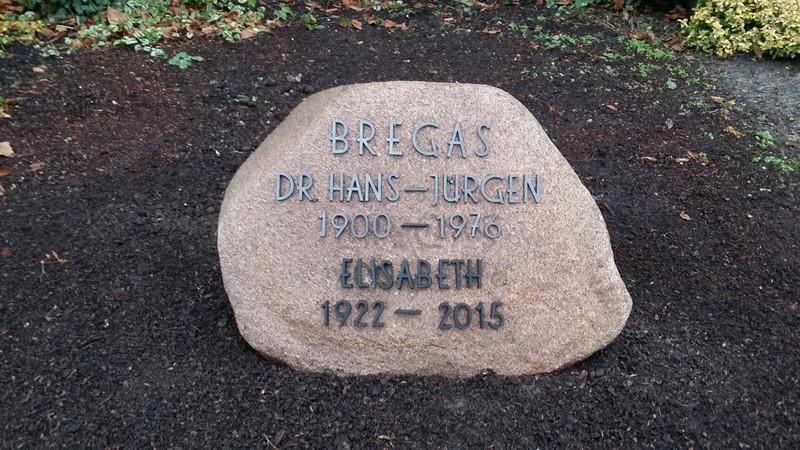 BREGAS
DR. HANS–JÜRGEN
1900 – 1976
ELISABETH
1922 – 2015